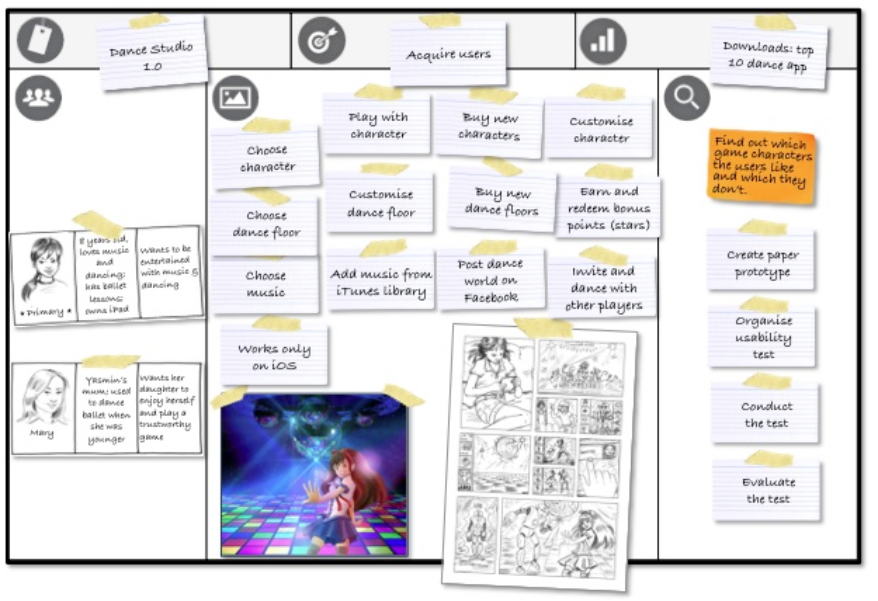 Dance Studio
1.0
Acquire users
Downloads: top
10 dance app
8 years old,
loves music
and
dancing;
has ballet
lessons;
owns iPad
Wants to be
entertained
with music &
dancing
* Primary *
Yasmin's
mum; used
to dance
ballet when
she was
younger
Wants her
daughter to
enjoy herself
and play a
trustworthy
game
Mary
Choose
character
Play with
character
Buy new
characters
Customise
character
Choose
dance floor
Customise
dance floor
Buy new
dance floors
Earn and
redeem bonus
points (stars)
Choose
music
Add music from
iTunes library
Post dance
world on
Facebook
Invite and
dance with
other players
Works only
on iOS
Find out which
game characters
the users like
and which they
don't.
Create paper
prototype
Organise
usability
test
Conduct
the test
Evaluate
the test